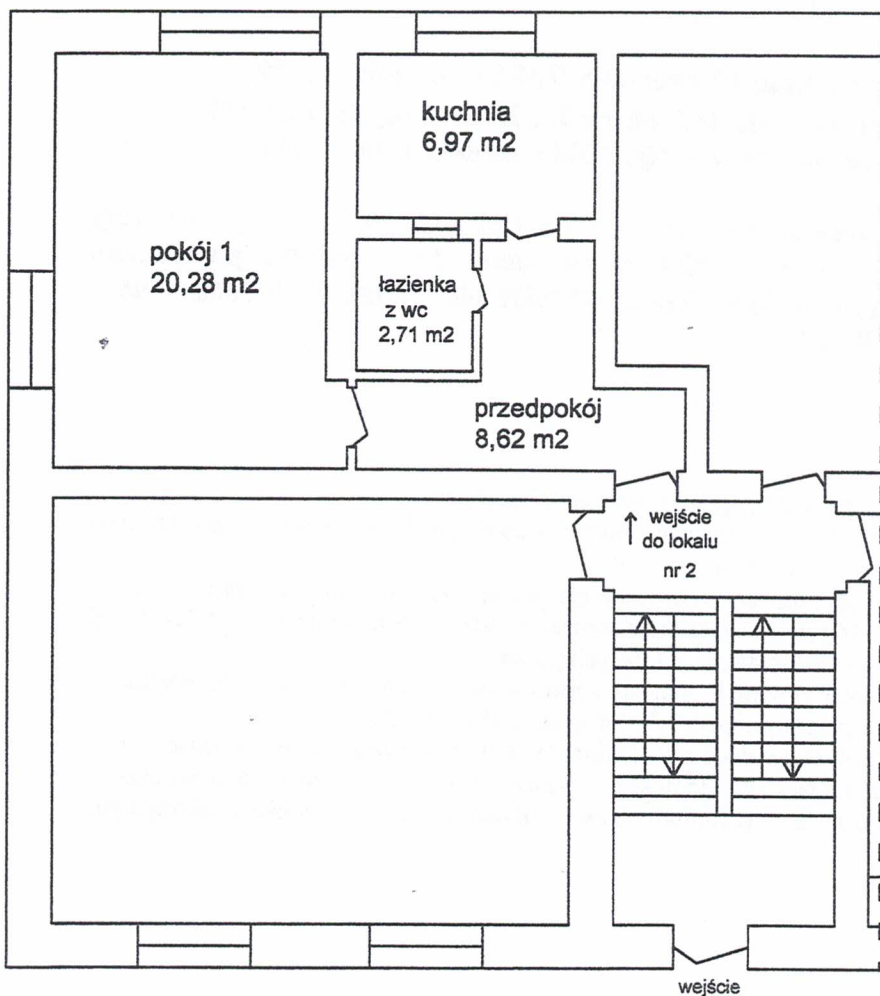 kuchnia
6,97 m2
pokój 1
20,28 m2
łazienka
z wc
2,71 m2
przedpokój
8,62 m2
wejście
do lokalu
nr 2
wejście